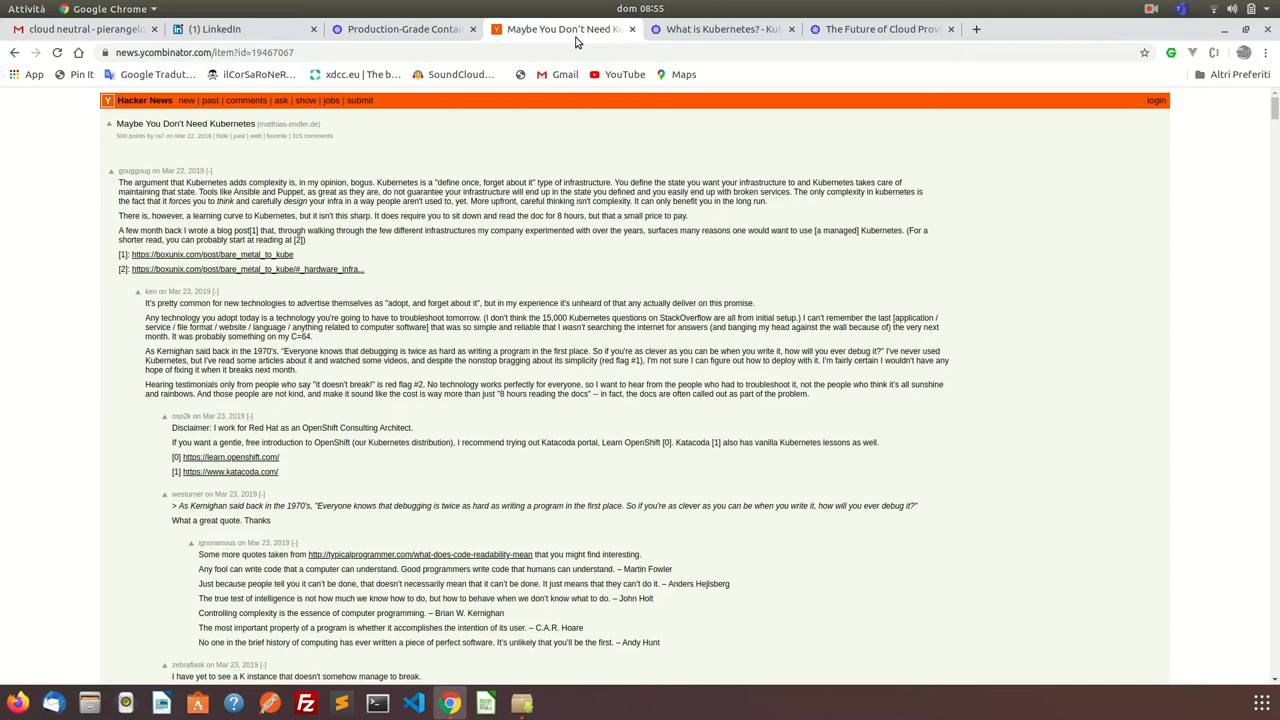 Attività
Google Chrome
dom 08:55
cloud neutral - pierangelo
(1) LinkedIn
Production-Grade Contain
Maybe You Don't Need Ku
What is Kubernetes? - Kub
The Future of Cloud Prov
news.ycombinator.com/item?id=19467067
App
Pin It
Google Tradut...
ilCorSaRoNeR...
xdcc.eu | The b...
SoundCloud...
Gmail
YouTube
Maps
Altri Preferiti
Hacker News new | past | comments | ask | show | jobs | submit
login
Maybe You Don't Need Kubernetes (matthias-endler.de)
500 points by ra7 on Mar 22, 2019 | hide | past | web | favorite | 315 comments
gouggoug on Mar 22, 2019 [-]
The argument that Kubernetes adds complexity is, in my opinion, bogus. Kubernetes is a "define once, forget about it" type of infrastructure. You define the state you want your infrastructure to and Kubernetes takes care of
maintaining that state. Tools like Ansible and Puppet, as great as they are, do not guarantee your infrastructure will end up in the state you defined and you easily end up with broken services. The only complexity in kubernetes is
the fact that it forces you to think and carefully design your infra in a way people aren't used to, yet. More upfront, careful thinking isn't complexity. It can only benefit you in the long run.
There is, however, a learning curve to Kubernetes, but it isn't this sharp. It does require you to sit down and read the doc for 8 hours, but that a small price to pay.
A few month back I wrote a blog post[1] that, through walking through the few different infrastructures my company experimented with over the years, surfaces many reasons one would want to use [a managed] Kubernetes. (For a
shorter read, you can probably start at reading at [2])
[1]: https://boxunix.com/post/bare_metal_to_kube
[2]: https://boxunix.com/post/bare_metal_to_kube/#_hardware_infra...
ken on Mar 23, 2019 [-]
It's pretty common for new technologies to advertise themselves as "adopt, and forget about it", but in my experience it's unheard of that any actually deliver on this promise.
Any technology you adopt today is a technology you're going to have to troubleshoot tomorrow. (I don't think the 15,000 Kubernetes questions on StackOverflow are all from initial setup.) I can't remember the last [application /
service / file format / website / language / anything related to computer software] that was so simple and reliable that I wasn't searching the internet for answers (and banging my head against the wall because of) the very next
month. It was probably something on my C=64.
As Kernighan said back in the 1970's, "Everyone knows that debugging is twice as hard as writing a program in the first place. So if you're as clever as you can be when you write it, how will you ever debug it?" I've never used
Kubernetes, but I've read some articles about it and watched some videos, and despite the nonstop bragging about its simplicity (red flag #1), I'm not sure I can figure out how to deploy with it. I'm fairly certain I wouldn't have any
hope of fixing it when it breaks next month.
Hearing testimonials only from people who say "it doesn't break!" is red flag #2. No technology works perfectly for everyone, so I want to hear from the people who had to troubleshoot it, not the people who think it's all sunshine
and rainbows. And those people are not kind, and make it sound like the cost is way more than just "8 hours reading the docs" -- in fact, the docs are often called out as part of the problem.
oso2k on Mar 23, 2019 [-]
Disclaimer: I work for Red Hat as an OpenShift Consulting Architect.
If you want a gentle, free introduction to OpenShift (our Kubernetes distribution), I recommend trying out Katacoda portal, Learn OpenShift [0]. Katacoda [1] also has vanilla Kubernetes lessons as well.
[0] https://learn.openshift.com/
[1] https://www.katacoda.com/
westurner on Mar 23, 2019 [-]
> As Kernighan said back in the 1970's, "Everyone knows that debugging is twice as hard as writing a program in the first place. So if you're as clever as you can be when you write it, how will you ever debug it?"
What a great quote. Thanks
ignoramous on Mar 23, 2019 [-]
Some more quotes taken from http://typicalprogrammer.com/what-does-code-readability-mean that you might find interesting.
Any fool can write code that a computer can understand. Good programmers write code that humans can understand. – Martin Fowler
Just because people tell you it can't be done, that doesn't necessarily mean that it can't be done. It just means that they can't do it. – Anders Hejlsberg
The true test of intelligence is not how much we know how to do, but how to behave when we don't know what to do. – John Holt
Controlling complexity is the essence of computer programming. – Brian W. Kernighan
The most important property of a program is whether it accomplishes the intention of its user. – C.A.R. Hoare
No one in the brief history of computing has ever written a piece of perfect software. It's unlikely that you'll be the first. – Andy Hunt
zebraflask on Mar 23, 2019 [-]
I have yet to see a K instance that doesn't somehow manage to break.